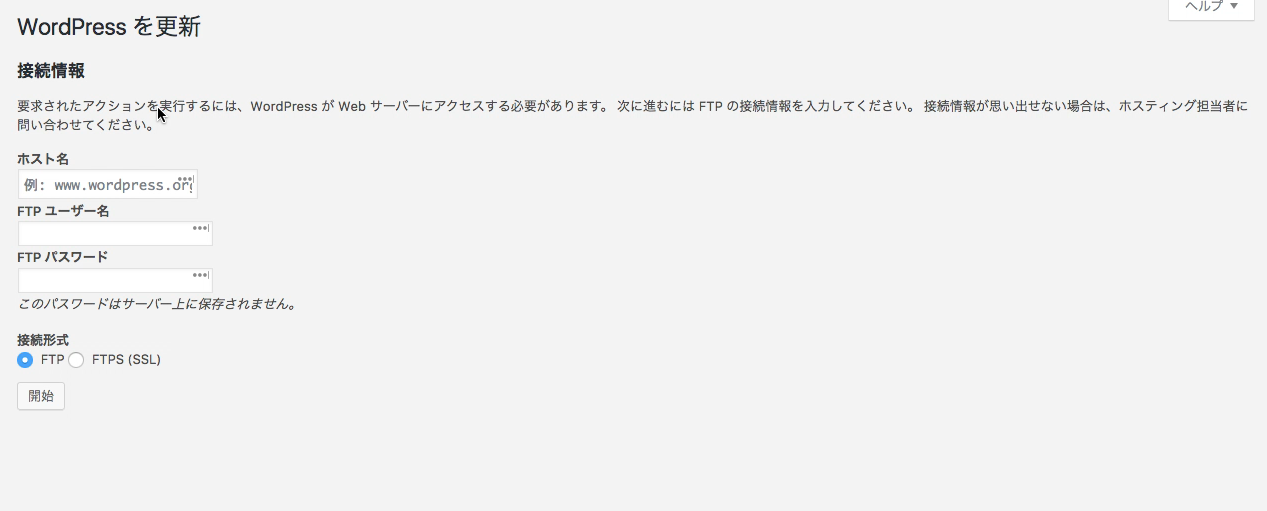 ヘルプ ▼
WordPress を更新
接続情報
要求されたアクションを実行するには、WordPress が Web サーバーにアクセスする必要があります。 次に進むには FTP の接続情報を入力してください。 接続情報が思い出せない場合は、ホスティング担当者に
問い合わせてください。
ホスト名
例: www.wordpress.org
FTP ユーザー名
FTP パスワード
このパスワードはサーバー上に保存されません。
接続形式
FTP FTPS (SSL)
開始